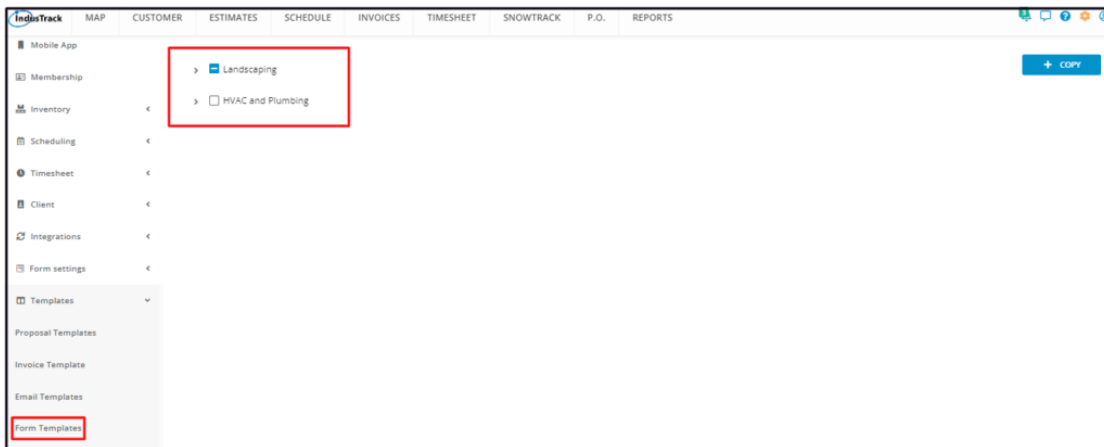 IndusTrack MAP CUSTOMER ESTIMATES SCHEDULE INVOICES TIMESHEET SNOWTRACK P.O. REPORTS
Mobile App
Membership
Inventory
Scheduling
Timesheet
Client
Integrations
Form settings
Templates
Proposal Templates
Invoice Template
Email Templates
Form Templates
Landscaping
HVAC and Plumbing
+ COPY